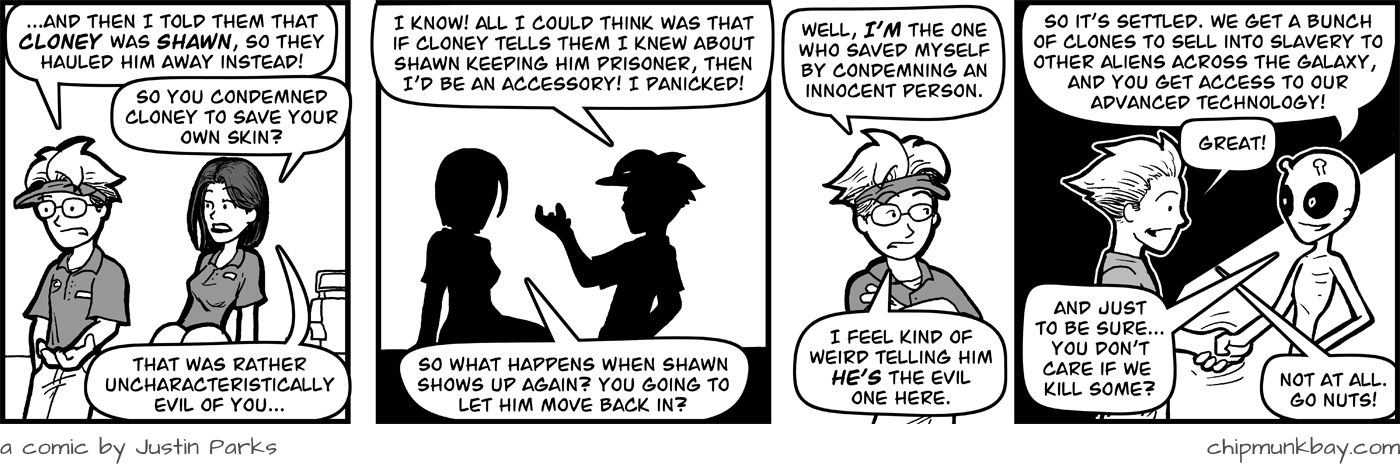 ...AND THEN I TOLD THEM THAT
CLONEY WAS SHAWN, SO THEY
HAULED HIM AWAY INSTEAD!
SO YOU CONDEMNED
CLONEY TO SAVE YOUR
OWN SKIN?
THAT WAS RATHER
UNCHARACTERISTICALLY
EVIL OF YOU...
I KNOW! ALL I COULD THINK WAS THAT
IF CLONEY TELLS THEM I KNEW ABOUT
SHAWN KEEPING HIM PRISONER, THEN
I'D BE AN ACCESSORY! I PANICKED!
SO WHAT HAPPENS WHEN SHAWN
SHOWS UP AGAIN? YOU GOING TO
LET HIM MOVE BACK IN?
WELL, I'M THE ONE
WHO SAVED MYSELF
BY CONDEMNING AN
INNOCENT PERSON.
I FEEL KIND OF
WEIRD TELLING HIM
HE'S THE EVIL
ONE HERE.
SO IT'S SETTLED. WE GET A BUNCH
OF CLONES TO SELL INTO SLAVERY TO
OTHER ALIENS ACROSS THE GALAXY,
AND YOU GET ACCESS TO OUR
ADVANCED TECHNOLOGY!
GREAT!
AND JUST
TO BE SURE...
YOU DON'T
CARE IF WE
KILL SOME?
NOT AT ALL.
GO NUTS!
a comic by Justin Parks
chipmunkbay.com